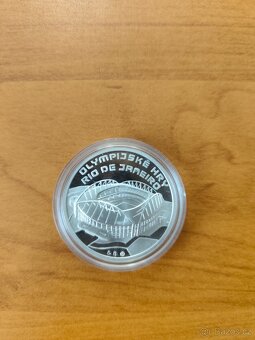 OLYMPIJSKÉ HRY
RIO DE JANEIRO